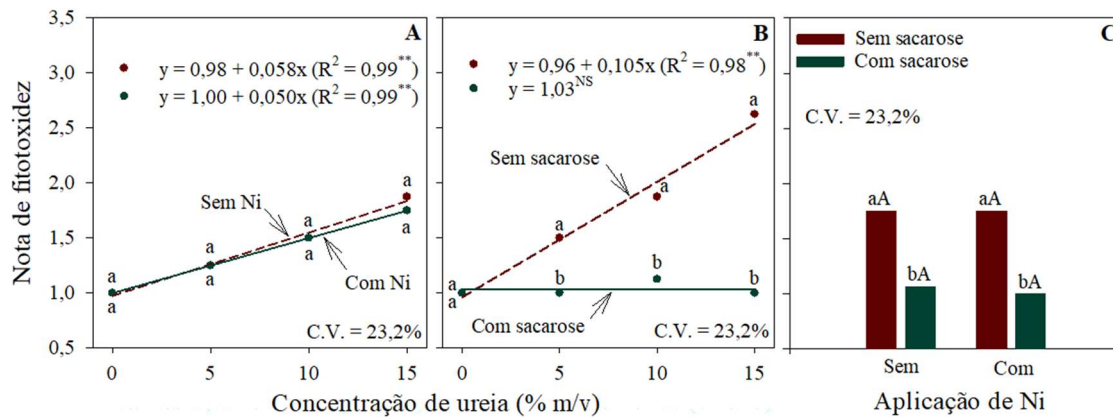 Nota de fitotoxidez
3,5
3,0
2,5
2,0
1,5
1,0
0,5
A
y = 0,98 + 0,058x (R² = 0,99**)
y = 1,00 + 0,050x (R² = 0,99**)
a
Sem Ni
a
a
a
a
a
a
a
Com Ni
C.V. = 23,2%
0
5
10
15
B
y = 0,96 + 0,105x (R² = 0,98**)
y = 1,03ᴺˢ
a
Sem sacarose
a
a
a
a
b
b
b
Com sacarose
C.V. = 23,2%
0
5
10
15
Concentração de ureia (% m/v)
C
Sem sacarose
Com sacarose
C.V. = 23,2%
aA
aA
bA
bA
Sem
Com
Aplicação de Ni